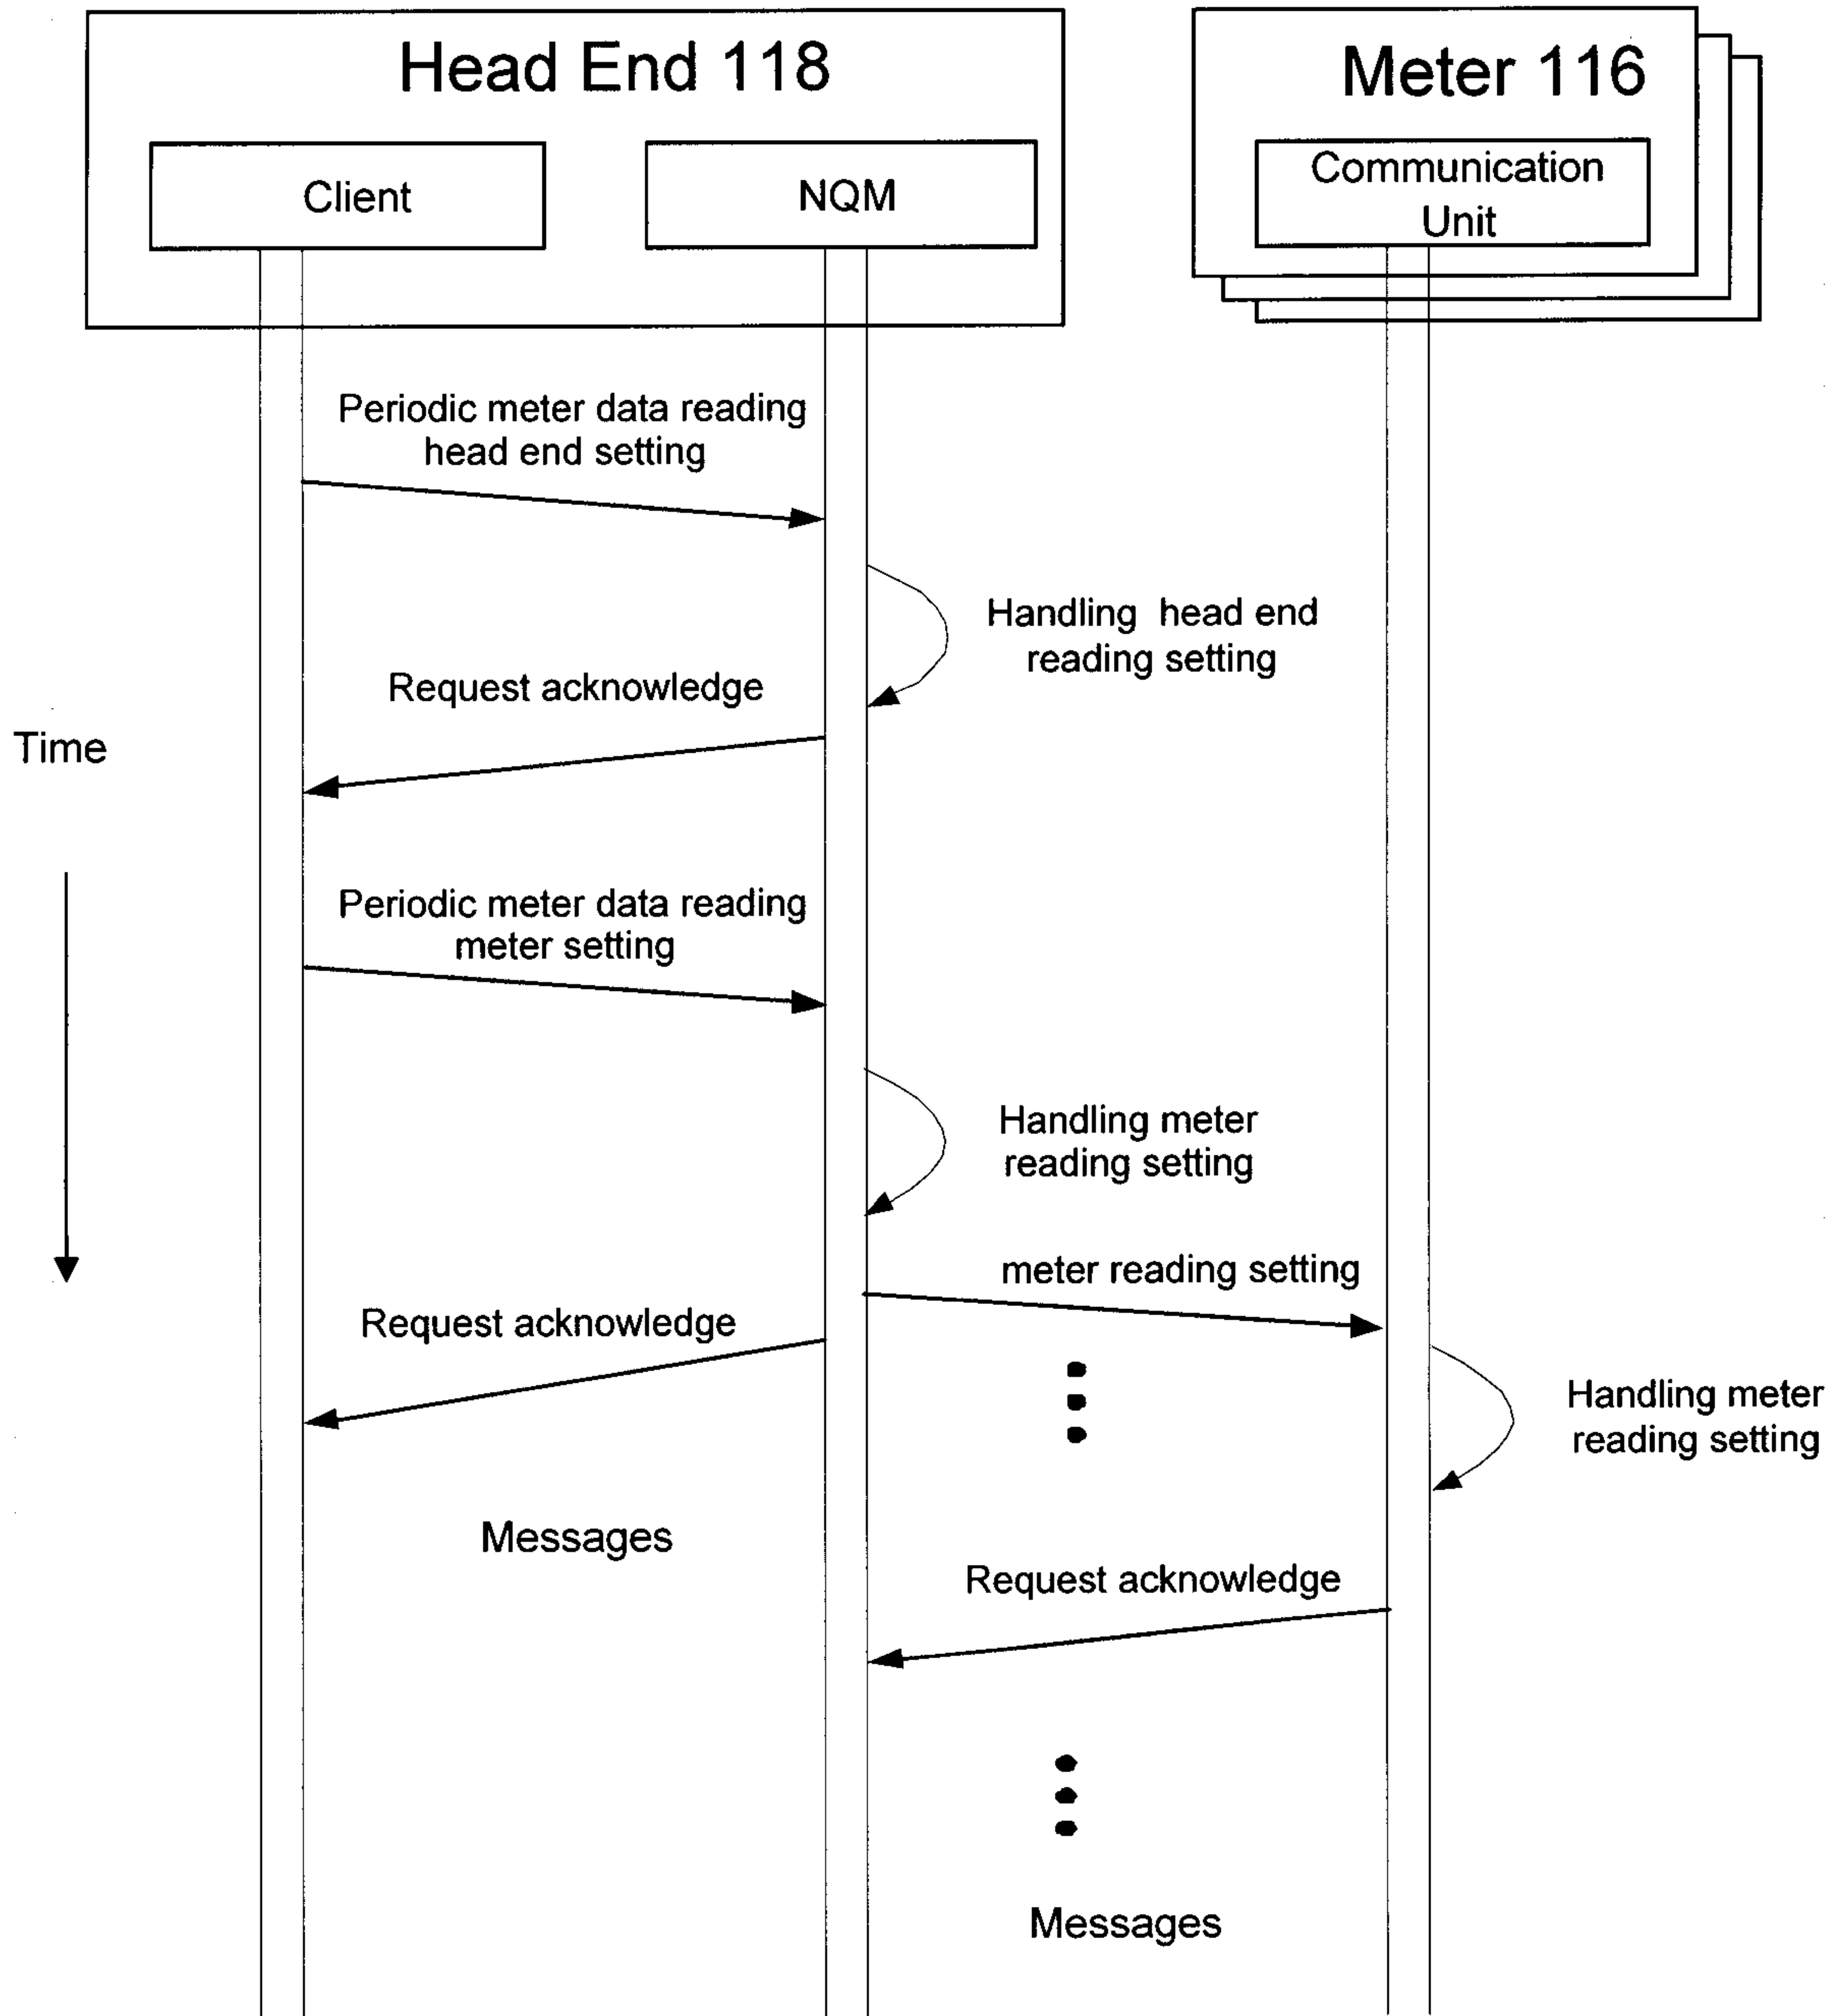 Head End 118
Meter 116
Client
NQM
Communication
Unit
Periodic meter data reading
head end setting
Handling head end
reading setting
Request acknowledge
Time
Periodic meter data reading
meter setting
Handling meter
reading setting
meter reading setting
Request acknowledge
Handling meter
reading setting
Messages
Request acknowledge
Messages